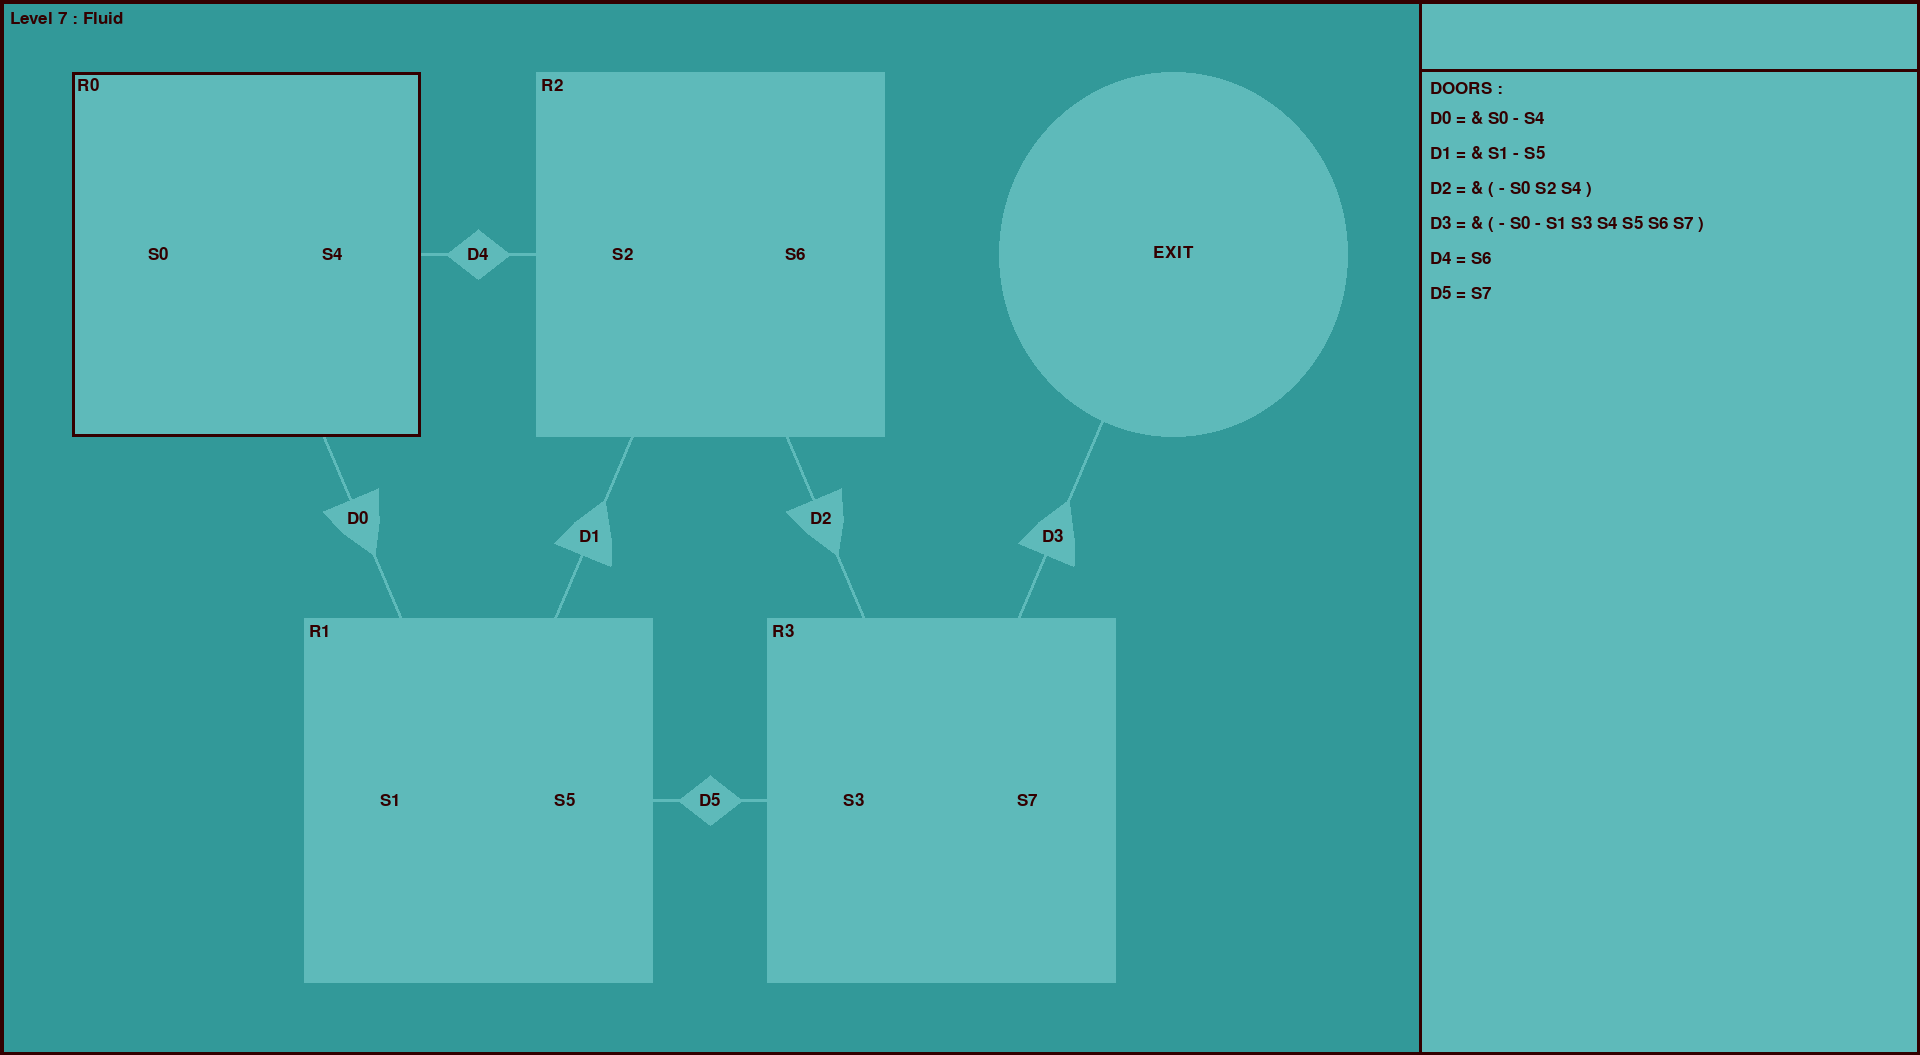 Level 7 : Fluid
R0
S0 S4
D4
R2
S2 S6
EXIT
D0
D1
D2
D3
R1
S1 S5
D5
R3
S3 S7
DOORS :
D0 = & S0 - S4
D1 = & S1 - S5
D2 = & ( - S0 S2 S4 )
D3 = & ( - S0 - S1 S3 S4 S5 S6 S7 )
D4 = S6
D5 = S7